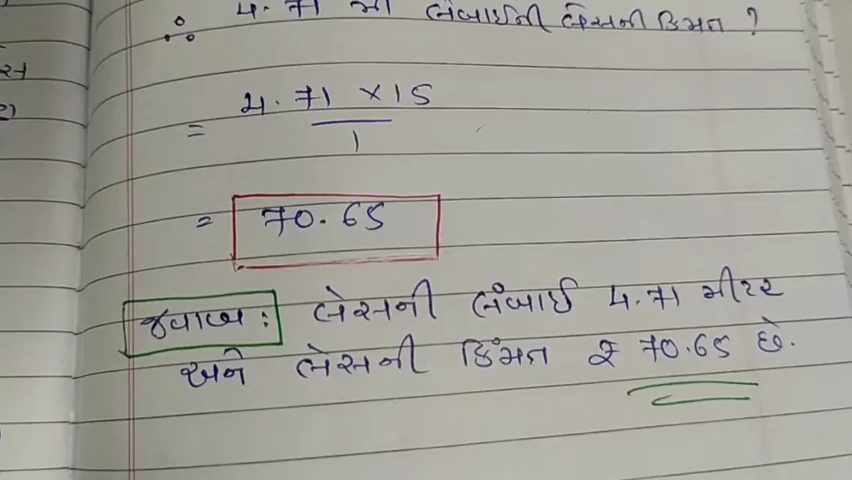 ∴ 4.71 મી લંબાઈની લેસની કિંમત ?
= 4.71 × 15
1
= 70.65
જવાબ : લેસની લંબાઈ 4.71 મીટર
અને લેસની કિંમત ₹ 70.65 છે.